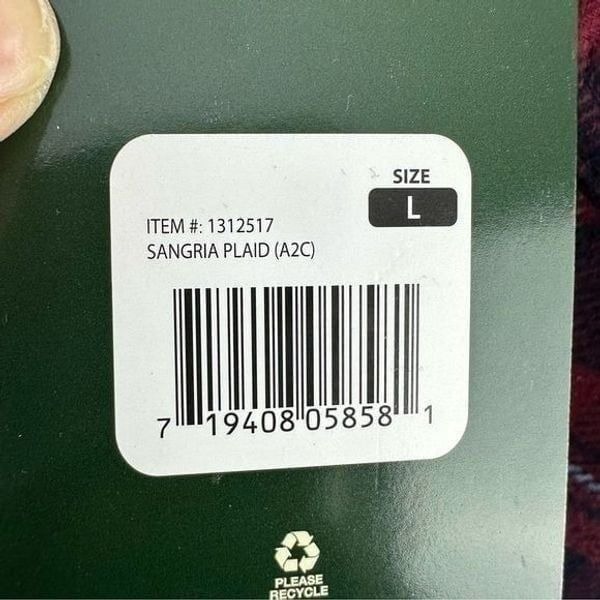 SIZE
L
ITEM #: 1312517
SANGRIA PLAID (A2C)
7 19408 05858 1
PLEASE
RECYCLE